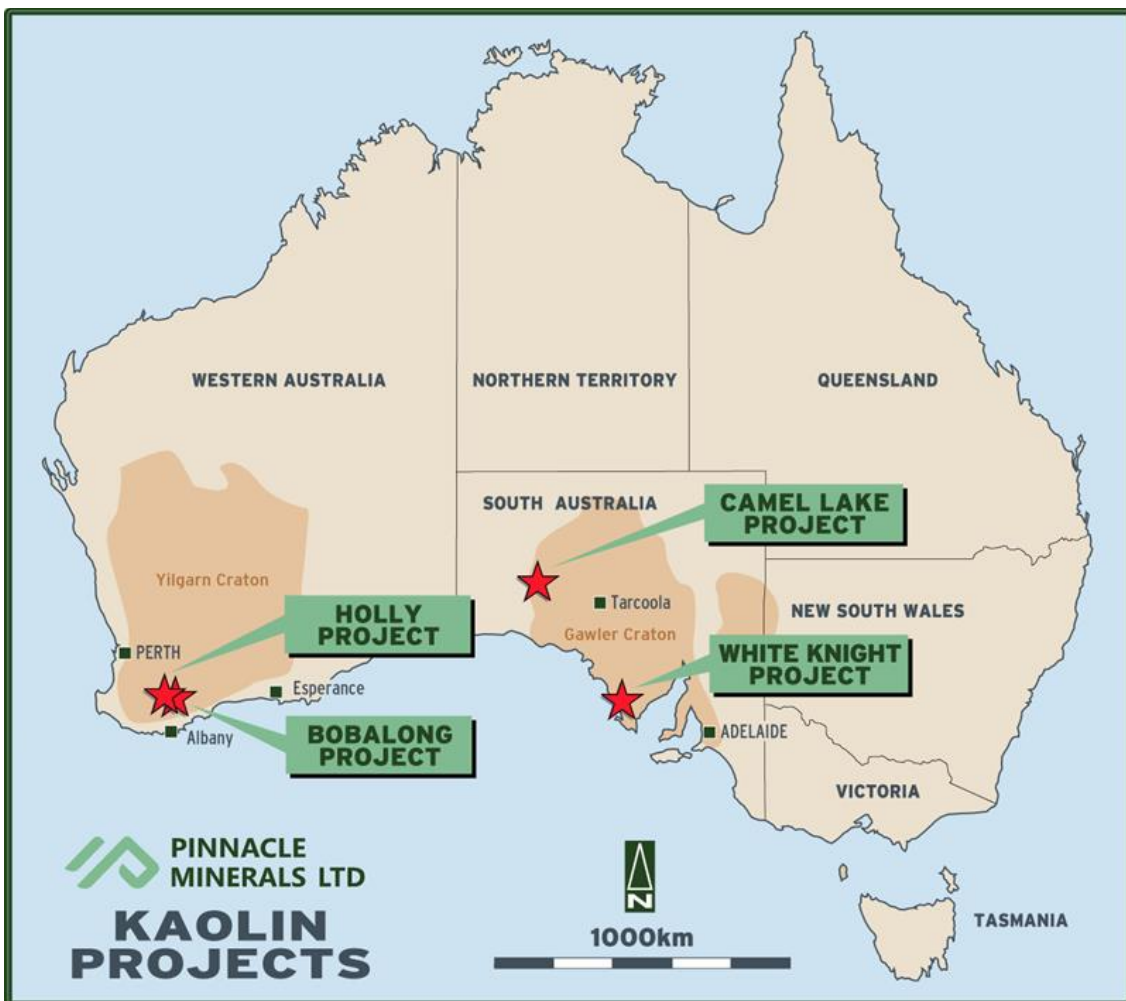 WESTERN AUSTRALIA
NORTHERN TERRITORY
QUEENSLAND
SOUTH AUSTRALIA
CAMEL LAKE
PROJECT
Yilgarn Craton
Tarcoola
NEW SOUTH WALES
HOLLY
PROJECT
Gawler Craton
PERTH
WHITE KNIGHT
PROJECT
Esperance
Albany
BOBALONG
PROJECT
ADELAIDE
VICTORIA
PINNACLE
MINERALS LTD
KAOLIN
PROJECTS
N
1000km
TASMANIA